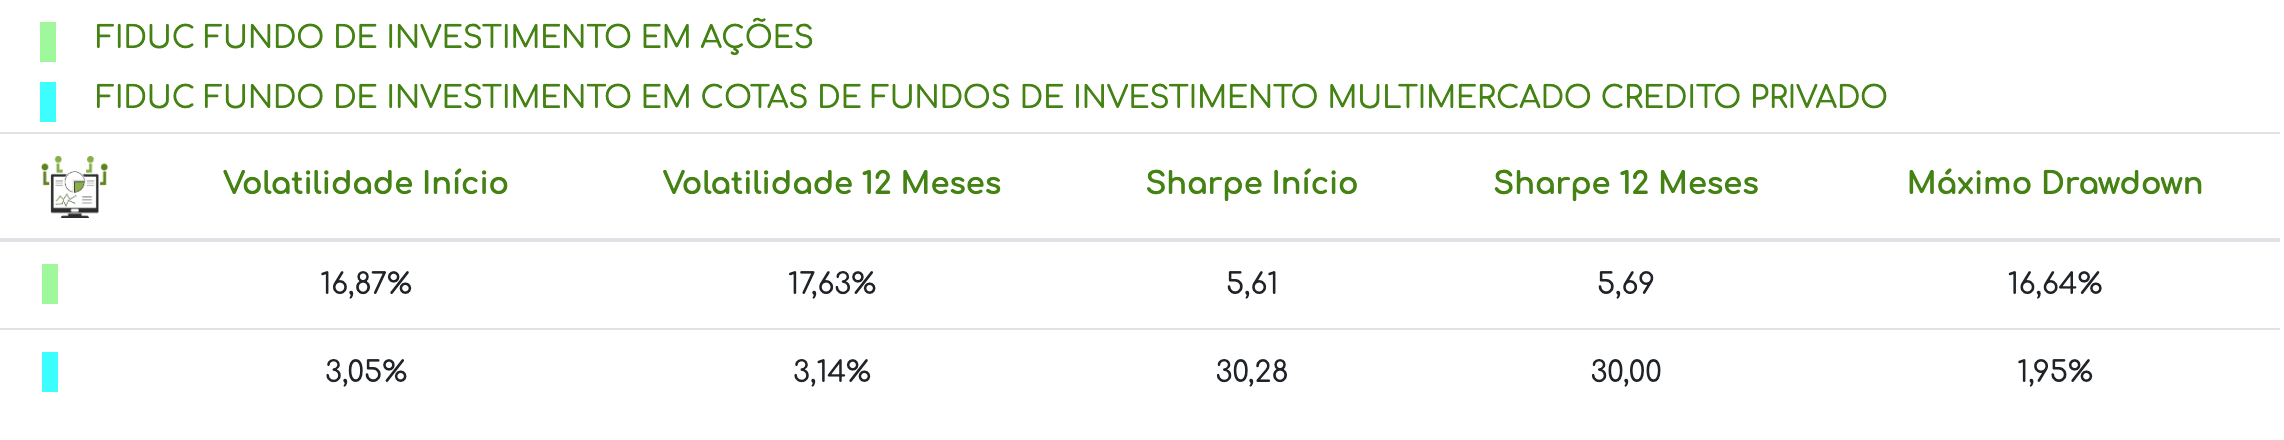 FIDUC FUNDO DE INVESTIMENTO EM AÇÕES
FIDUC FUNDO DE INVESTIMENTO EM COTAS DE FUNDOS DE INVESTIMENTO MULTIMERCADO CREDITO PRIVADO
Volatilidade Início Volatilidade 12 Meses Sharpe Início Sharpe 12 Meses Máximo Drawdown
16,87% 17,63% 5,61 5,69 16,64%
3,05% 3,14% 30,28 30,00 1,95%